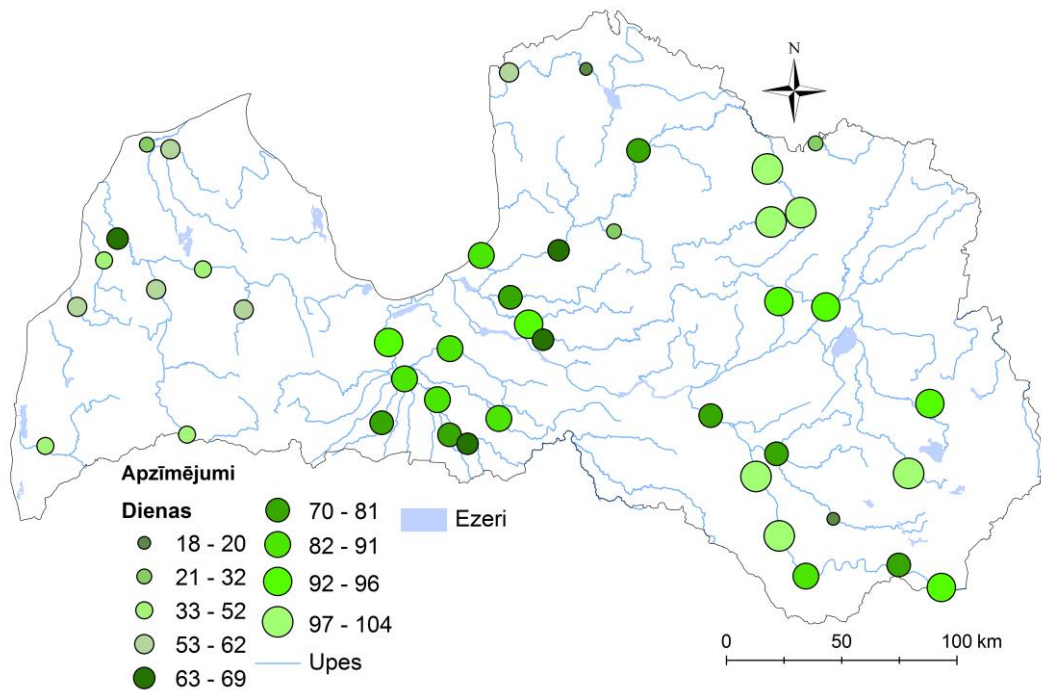 N
Apzīmējumi
Dienas
18 - 20
21 - 32
33 - 52
53 - 62
63 - 69
70 - 81
82 - 91
92 - 96
97 - 104
Upes
Ezeri
0 50 100 km